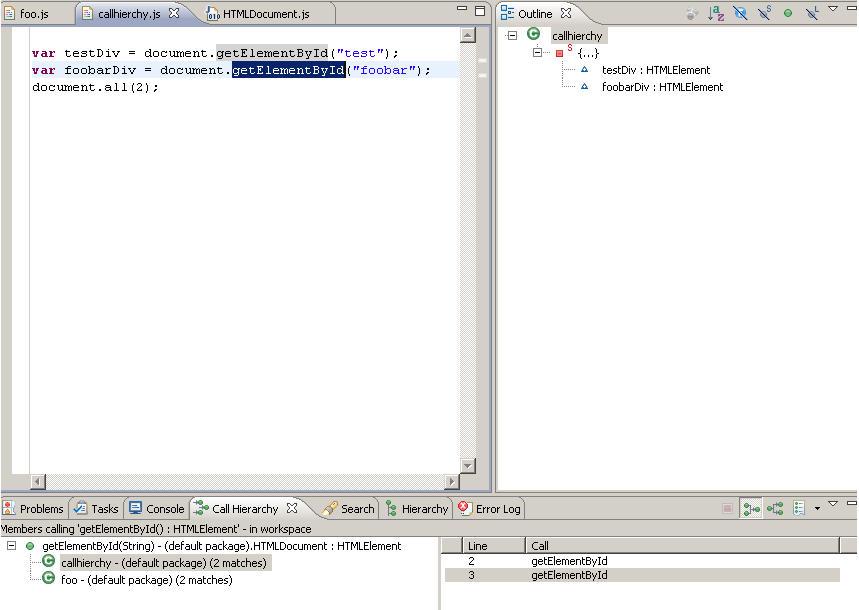 foo.js callhierchy.js HTMLDocument.js
var testDiv = document.getElementById("test");
var foobarDiv = document.getElementById("foobar");
document.all(2);
Outline
callhierchy
{...}
testDiv : HTMLElement
foobarDiv : HTMLElement
Problems Tasks Console Call Hierarchy Search Hierarchy Error Log
Members calling 'getElementById() : HTMLElement' - in workspace
getElementById(String) - (default package).HTMLDocument : HTMLElement
callhierchy - (default package) (2 matches)
foo - (default package) (2 matches)
Line Call
2 getElementById
3 getElementById